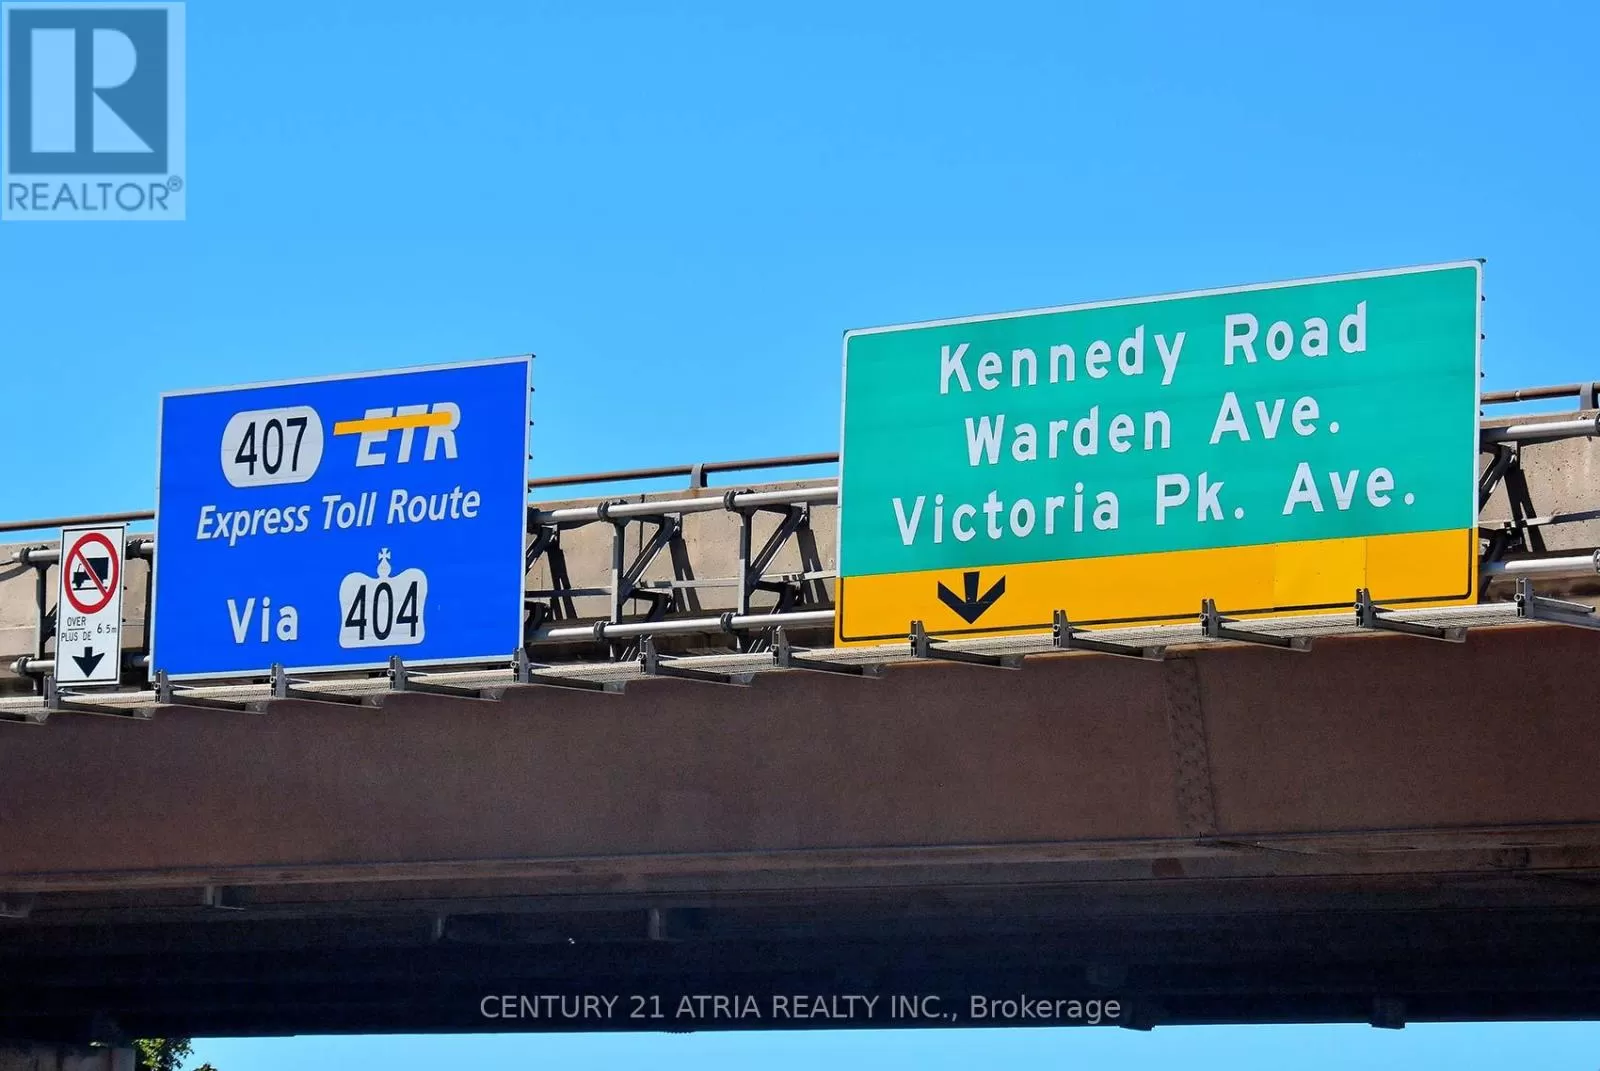 REALTOR®
407 ETR
Express Toll Route
Via 404
OVER
PLUS DE 6.5m
Kennedy Road
Warden Ave.
Victoria Pk. Ave.
CENTURY 21 ATRIA REALTY INC., Brokerage